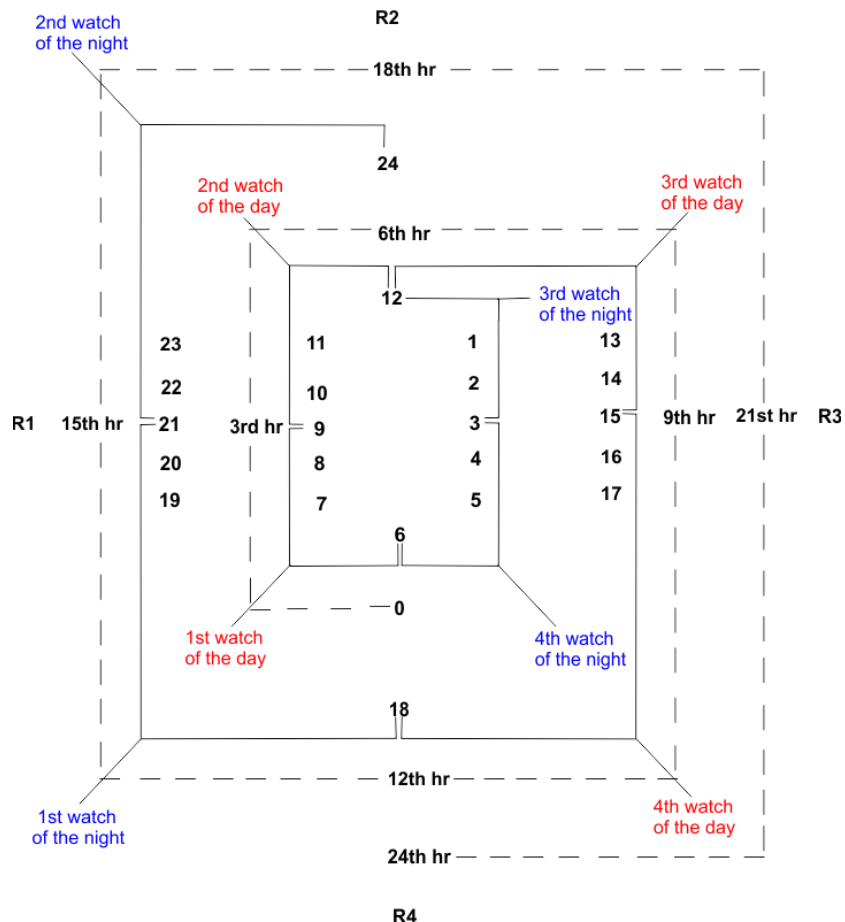 R2
2nd watch
of the night
18th hr
24
2nd watch
of the day
3rd watch
of the day
6th hr
12
3rd watch
of the night
23
11
1
13
22
10
2
14
R1
15th hr
21
3rd hr
9
3
15
9th hr
21st hr
R3
20
8
4
16
19
7
5
17
6
0
1st watch
of the day
4th watch
of the night
18
12th hr
1st watch
of the night
4th watch
of the day
24th hr
R4